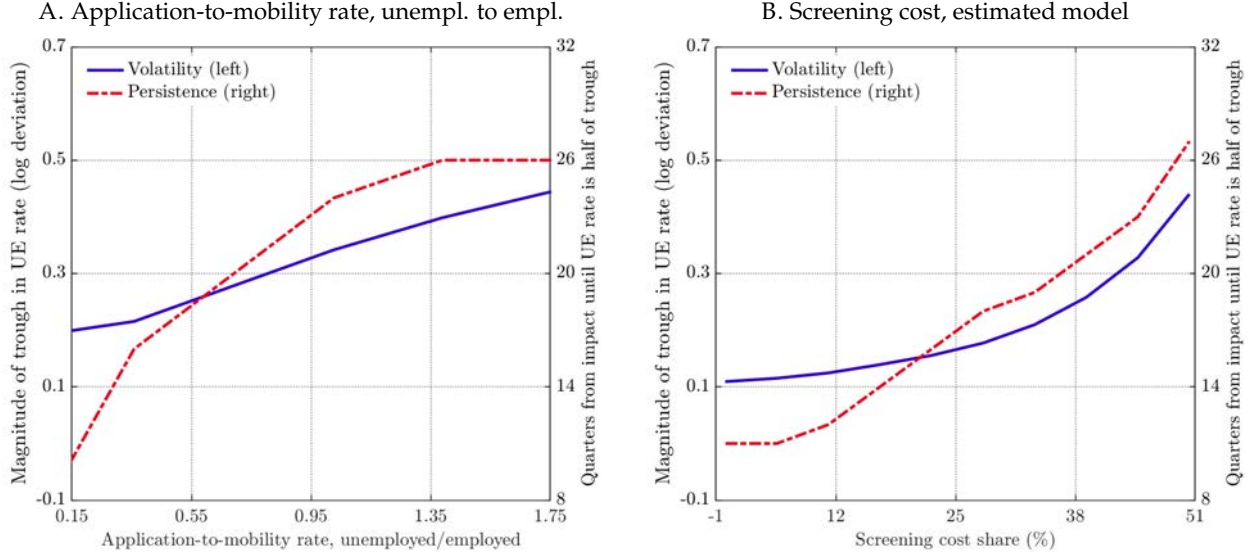 A. Application-to-mobility rate, unempl. to empl.
0.7
0.5
0.3
0.1
-0.1
Magnitude of trough in UE rate (log deviation)
Volatility (left)
Persistence (right)
32
26
20
14
8
Quarters from impact until UE rate is half of trough
0.15 0.55 0.95 1.35 1.75
Application-to-mobility rate, unemployed/employed
B. Screening cost, estimated model
0.7
0.5
0.3
0.1
-0.1
Magnitude of trough in UE rate (log deviation)
Volatility (left)
Persistence (right)
32
26
20
14
8
Quarters from impact until UE rate is half of trough
-1 12 25 38 51
Screening cost share (%)